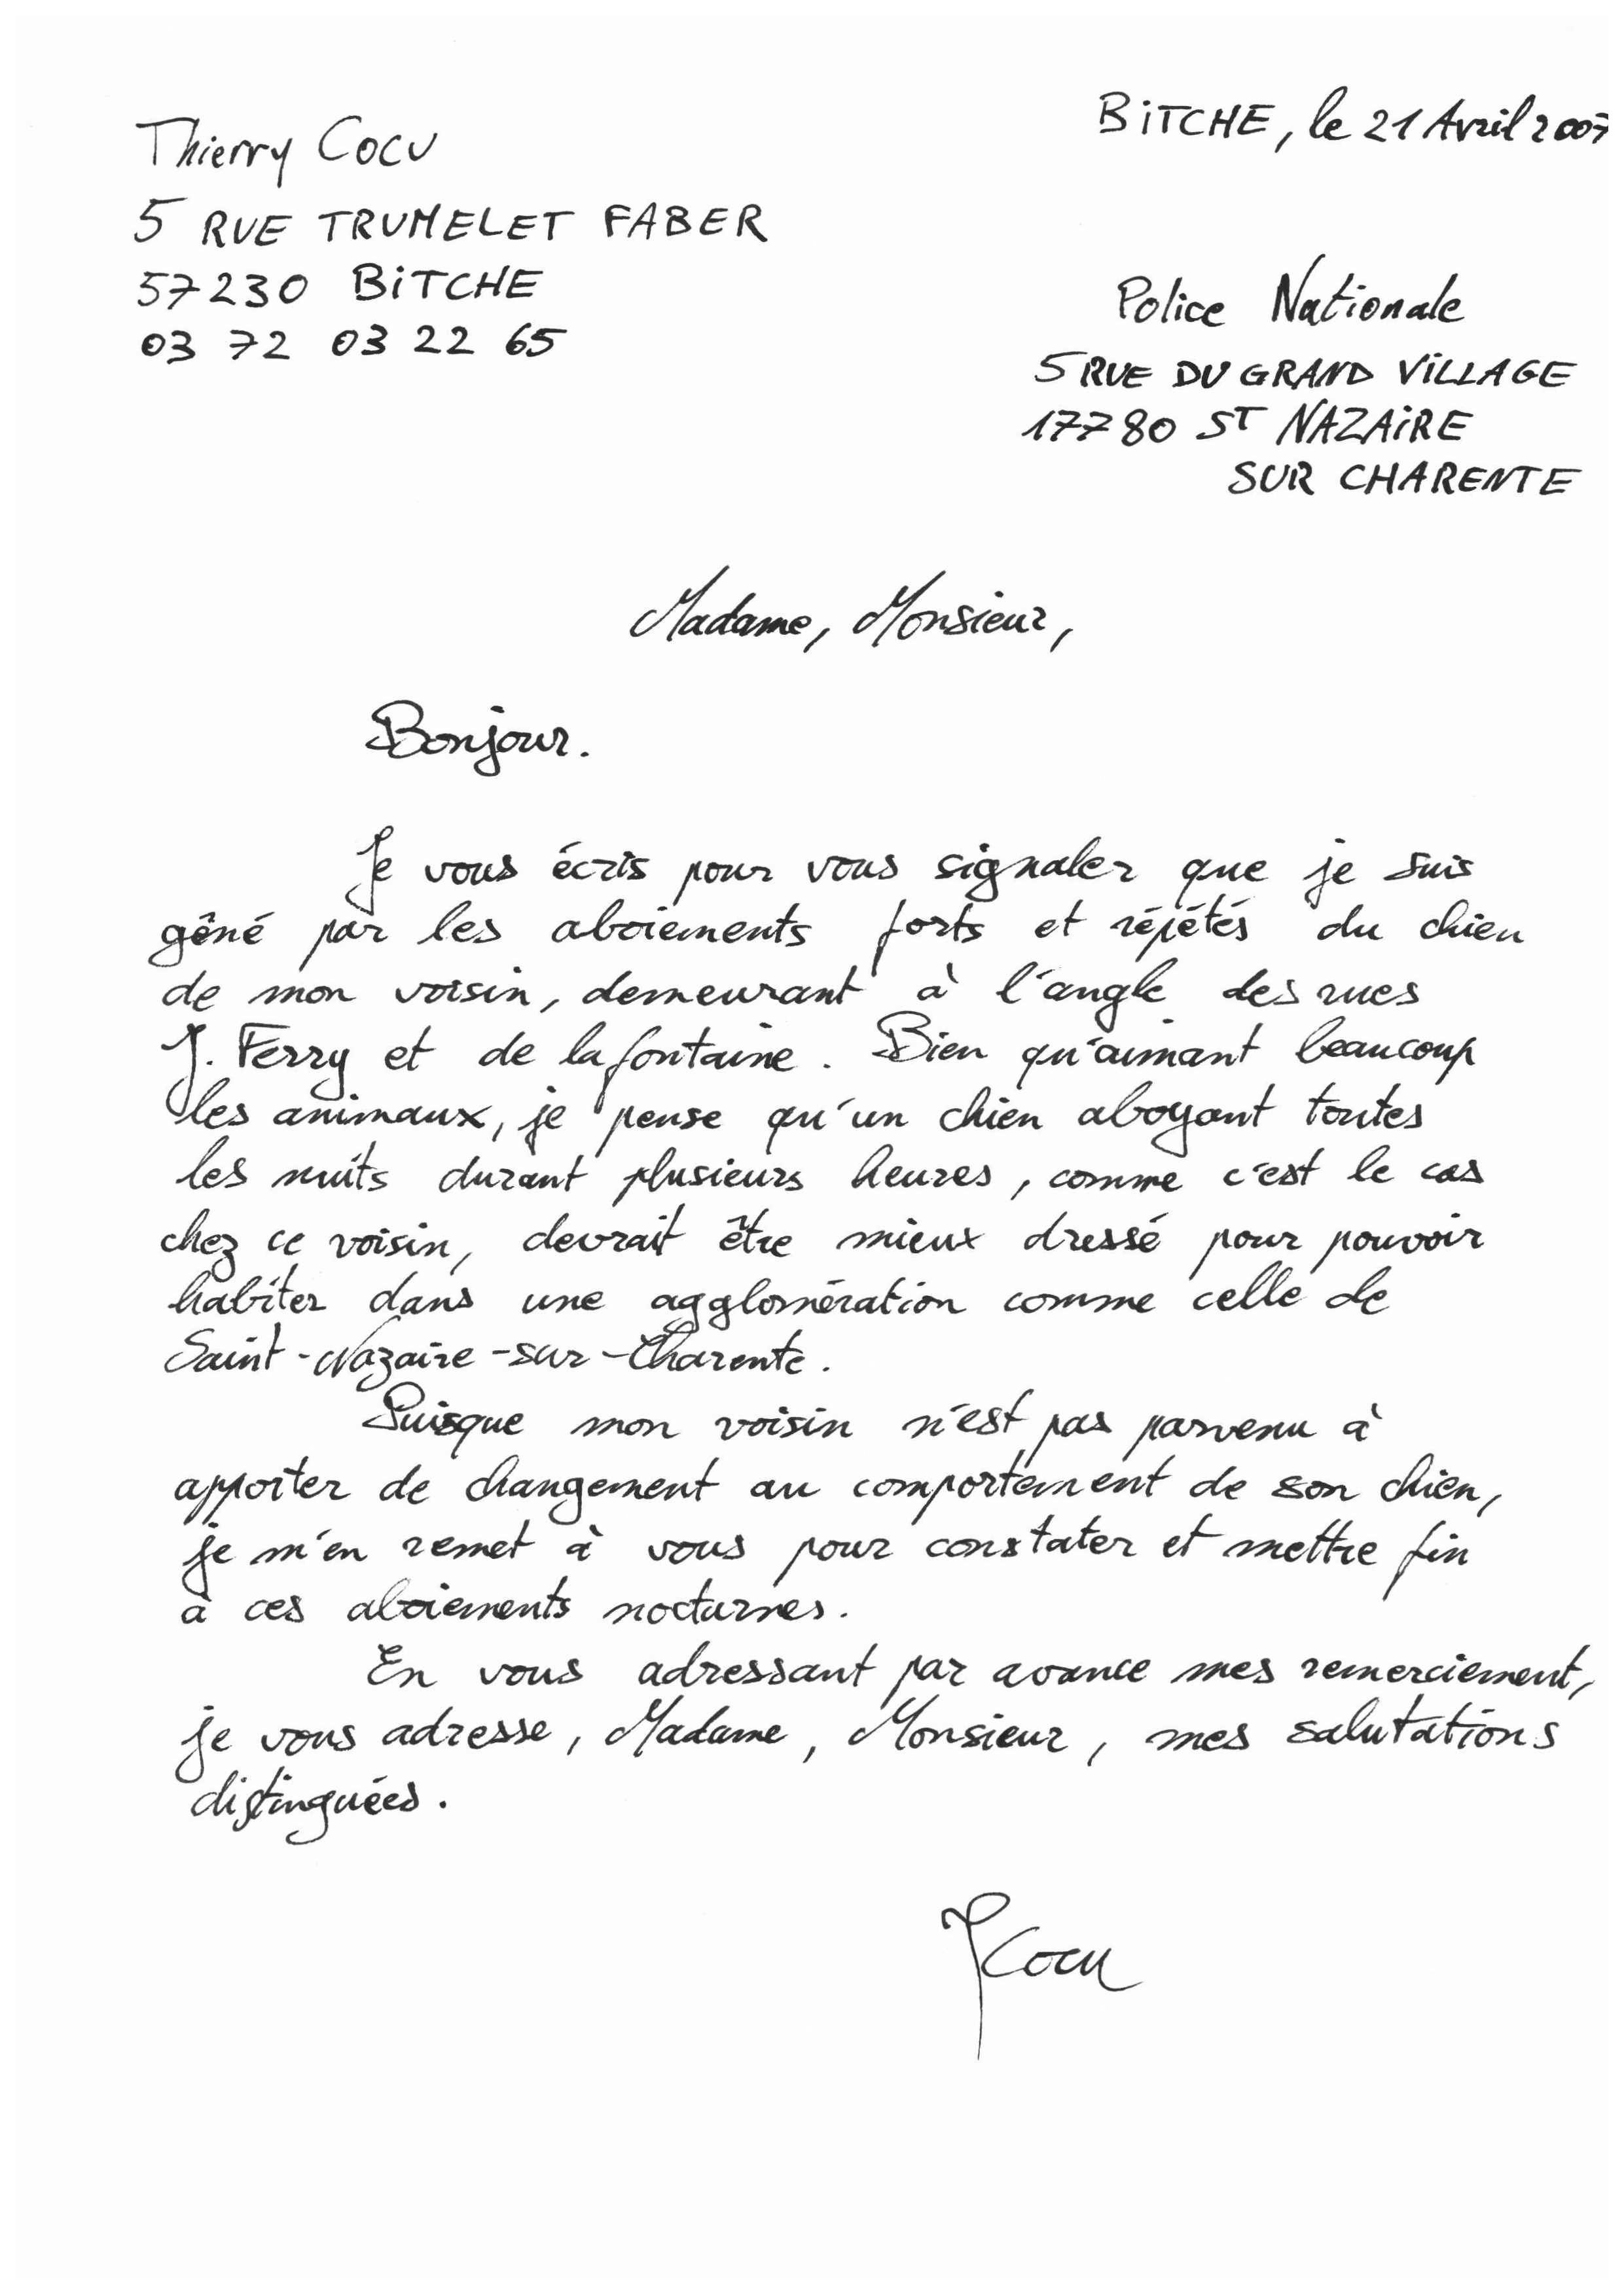 Thierry Cocu
5 RUE TRUMELET FABER
57230 BiTCHE
03 72 03 22 65
BiTCHE, le 21 Avril 2007
Police Nationale
5 RUE DU GRAND ViLLAGE
17780 ST NAZAiRE
SUR CHARENTE
Madame, Monsieur,
Bonjour.
Je vous écris pour vous signaler que je suis
gêné par les aboiements forts et répétés du chien
de mon voisin, demeurant à l'angle des rues
J. Ferry et de la fontaine. Bien qu'aimant beaucoup
les animaux, je pense qu'un chien aboyant toutes
les nuits durant plusieurs heures, comme c'est le cas
chez ce voisin, devrait être mieux dressé pour pouvoir
habiter dans une agglomération comme celle de
Saint-Nazaire-sur-Charente.
Puisque mon voisin n'est pas parvenu à
apporter de changement au comportement de son chien,
je m'en remet à vous pour constater et mettre fin
à ces aboiements nocturnes.
En vous adressant par avance mes remerciement,
je vous adresse, Madame, Monsieur, mes salutations
distinguées.
TCocu